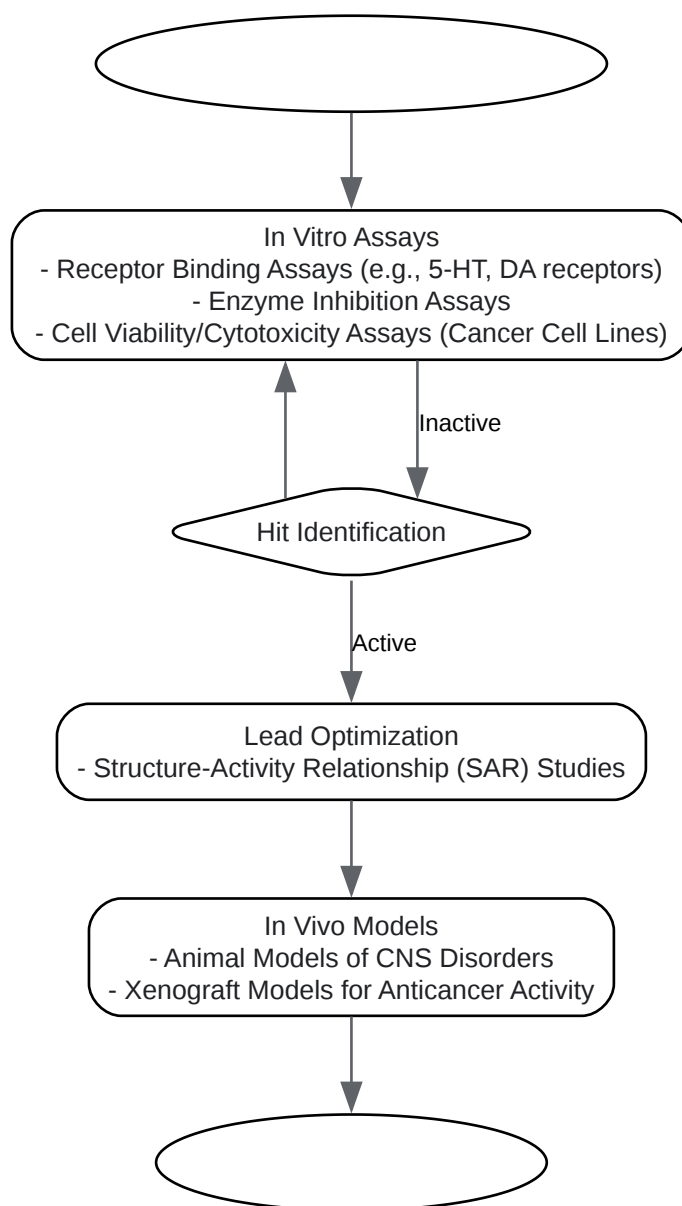 In Vitro Assays
- Receptor Binding Assays (e.g., 5-HT, DA receptors)
- Enzyme Inhibition Assays
- Cell Viability/Cytotoxicity Assays (Cancer Cell Lines)
Inactive
Hit Identification
Active
Lead Optimization
- Structure-Activity Relationship (SAR) Studies
In Vivo Models
- Animal Models of CNS Disorders
- Xenograft Models for Anticancer Activity